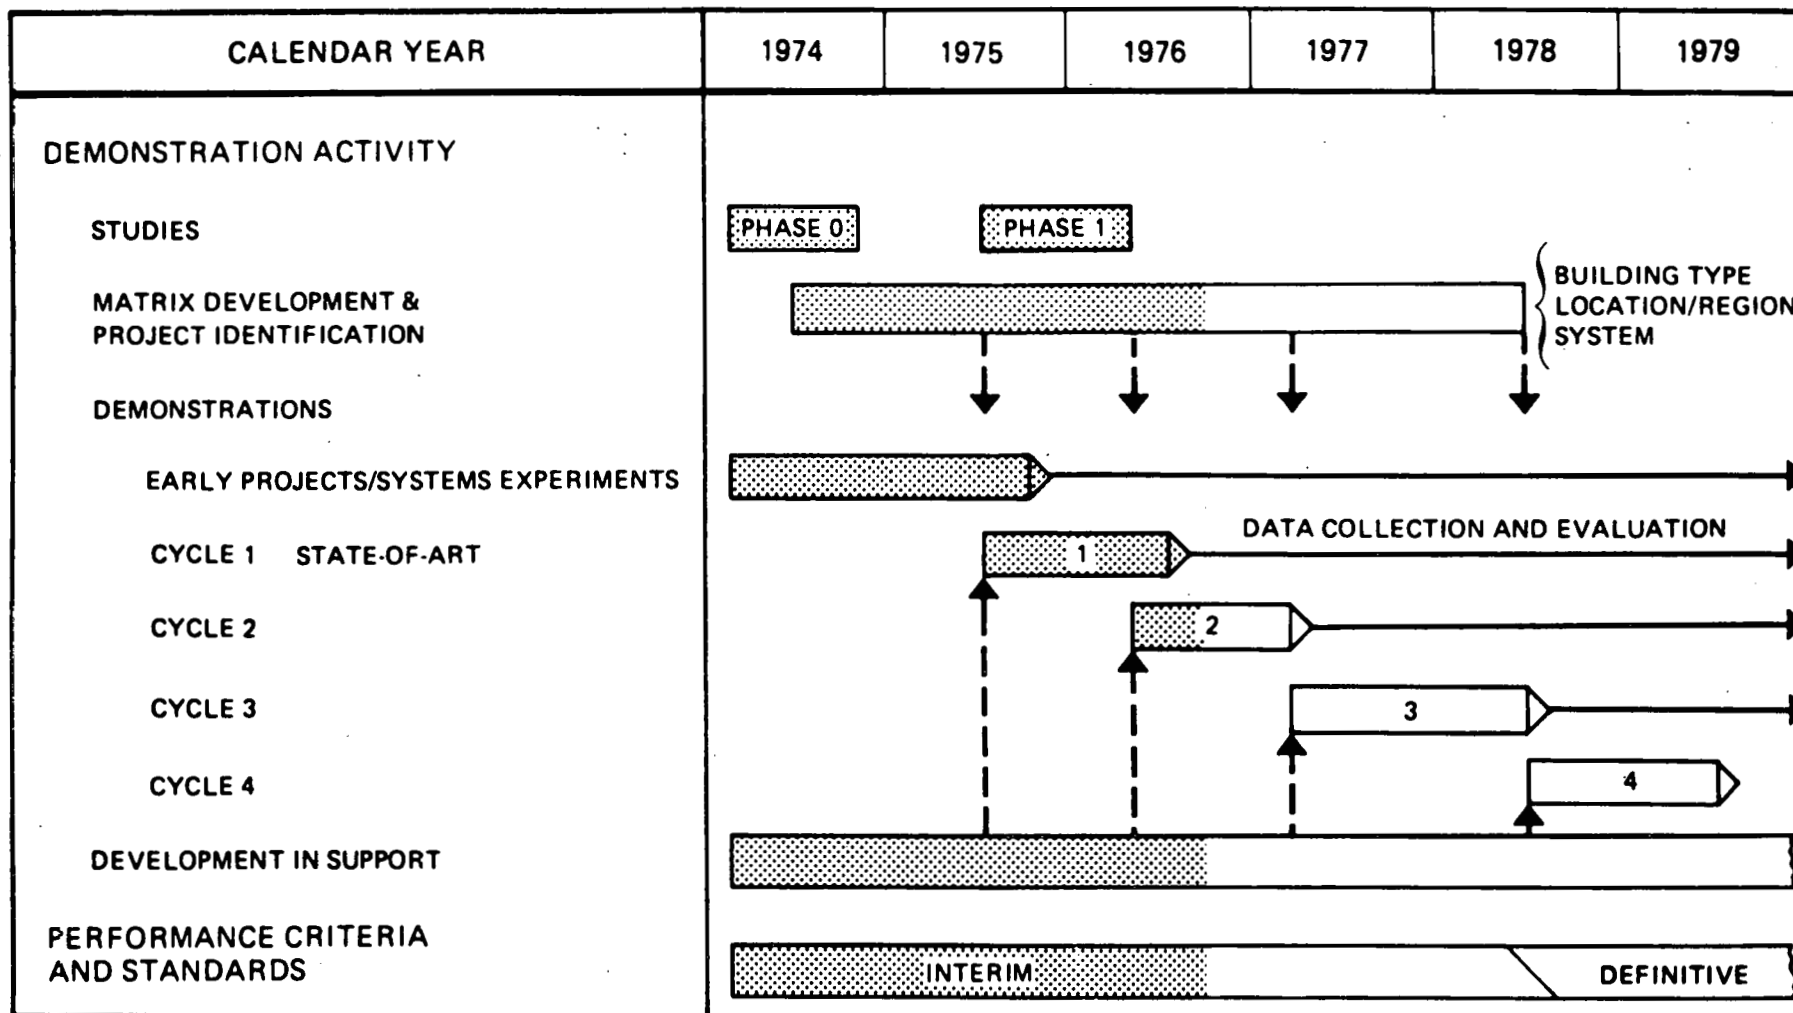 CALENDAR YEAR 1974 1975 1976 1977 1978 1979
DEMONSTRATION ACTIVITY
STUDIES PHASE 0 PHASE 1
MATRIX DEVELOPMENT &
PROJECT IDENTIFICATION
BUILDING TYPE
LOCATION/REGION
SYSTEM
DEMONSTRATIONS
EARLY PROJECTS/SYSTEMS EXPERIMENTS
DATA COLLECTION AND EVALUATION
CYCLE 1 STATE-OF-ART 1
CYCLE 2 2
CYCLE 3 3
CYCLE 4 4
DEVELOPMENT IN SUPPORT
PERFORMANCE CRITERIA
AND STANDARDS INTERIM DEFINITIVE